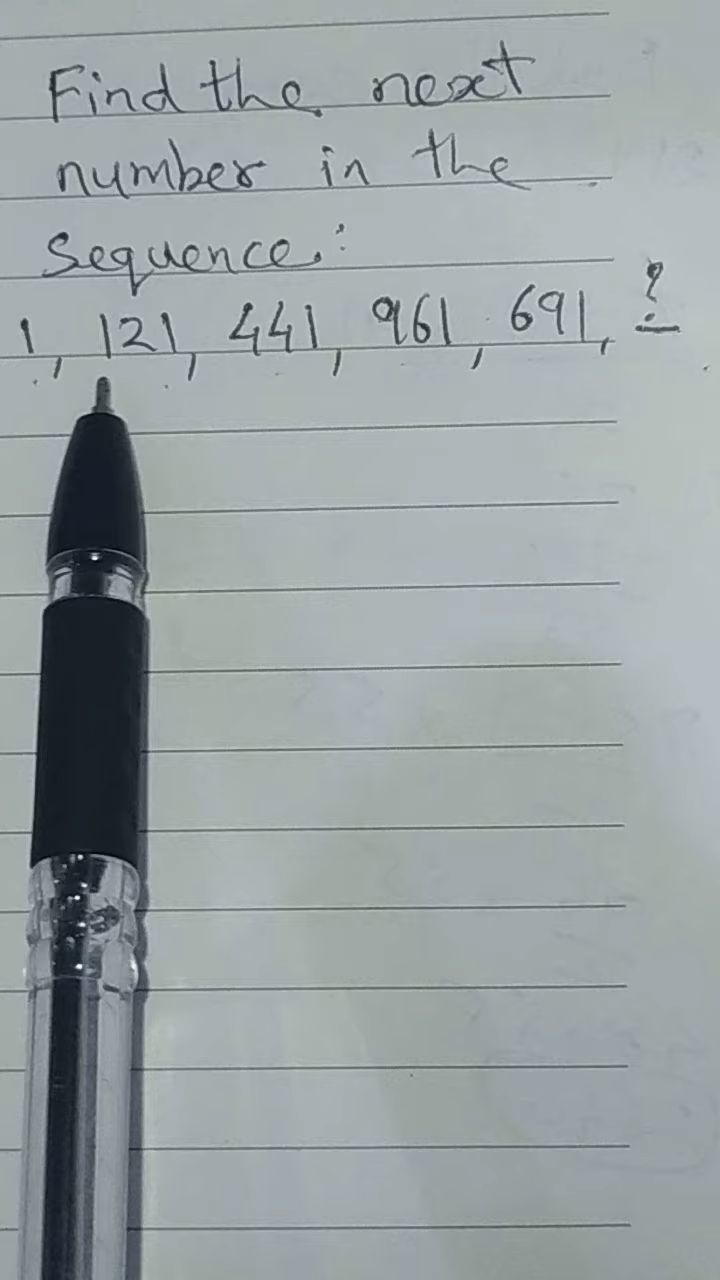 Find the next
number in the
Sequence:
1, 121, 441, 961, 691, ?